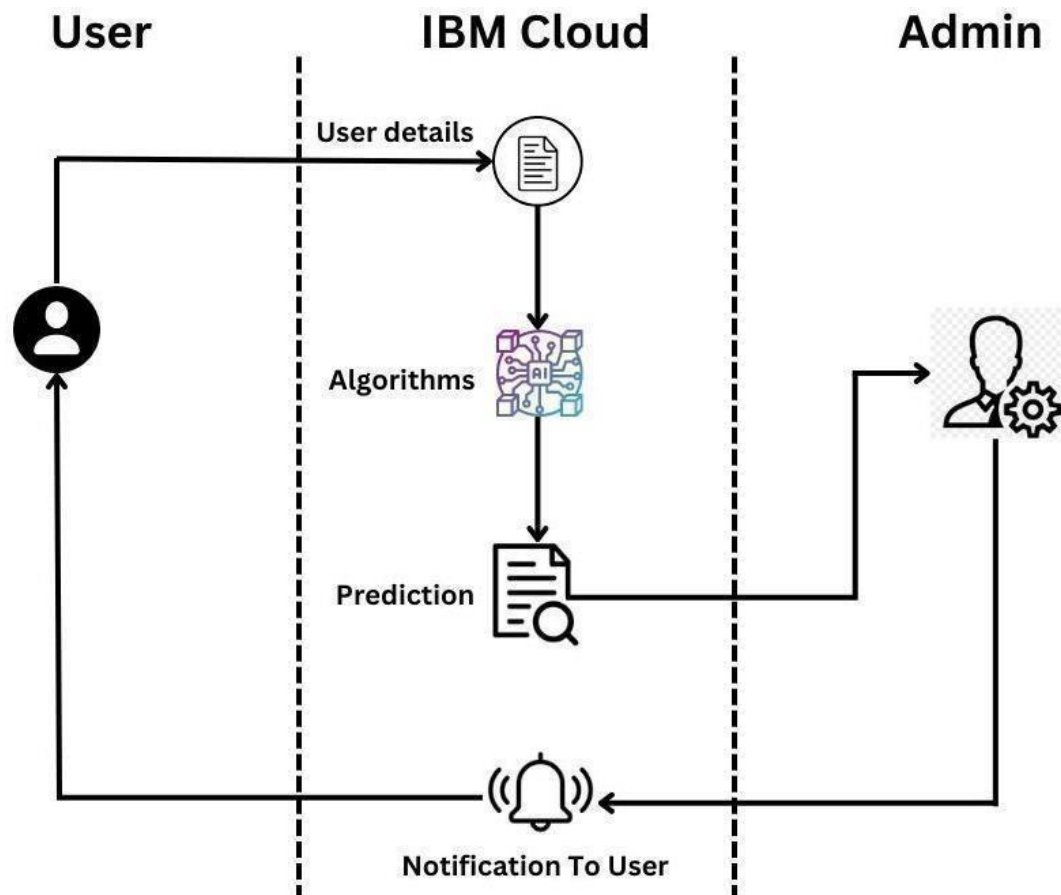 User
IBM Cloud
Admin
User details
AI
Algorithms
Prediction
Notification To User